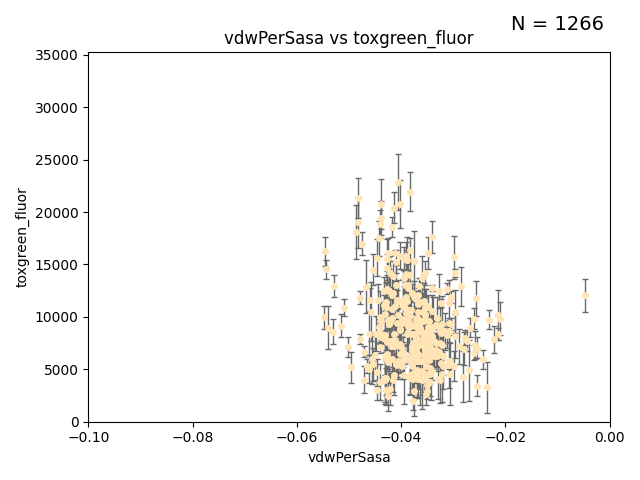 N = 1266
vdwPerSasa vs toxgreen_fluor
35000
30000
25000
20000
15000
10000
5000
0
toxgreen_fluor
−0.10 −0.08 −0.06 −0.04 −0.02 0.00
vdwPerSasa